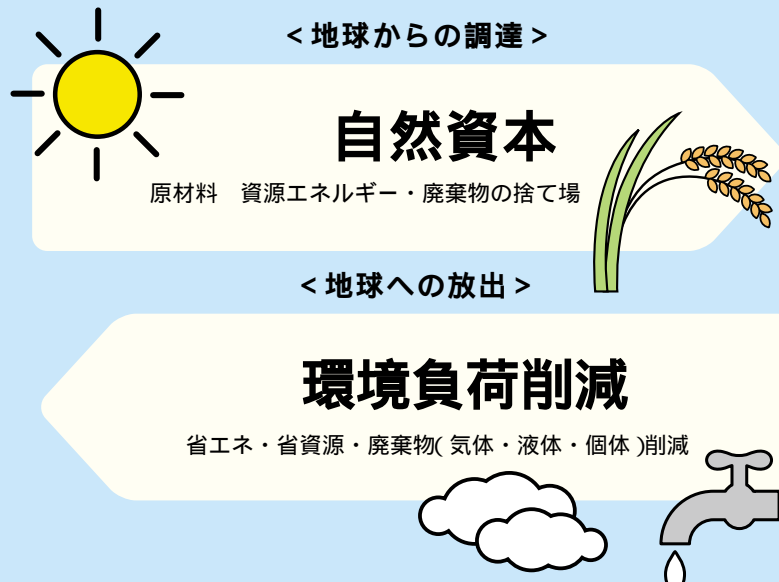 <地球からの調達>
自然資本
原材料　資源エネルギー・廃棄物の捨て場
<地球への放出>
環境負荷削減
省エネ・省資源・廃棄物( 気体・液体・個体 )削減